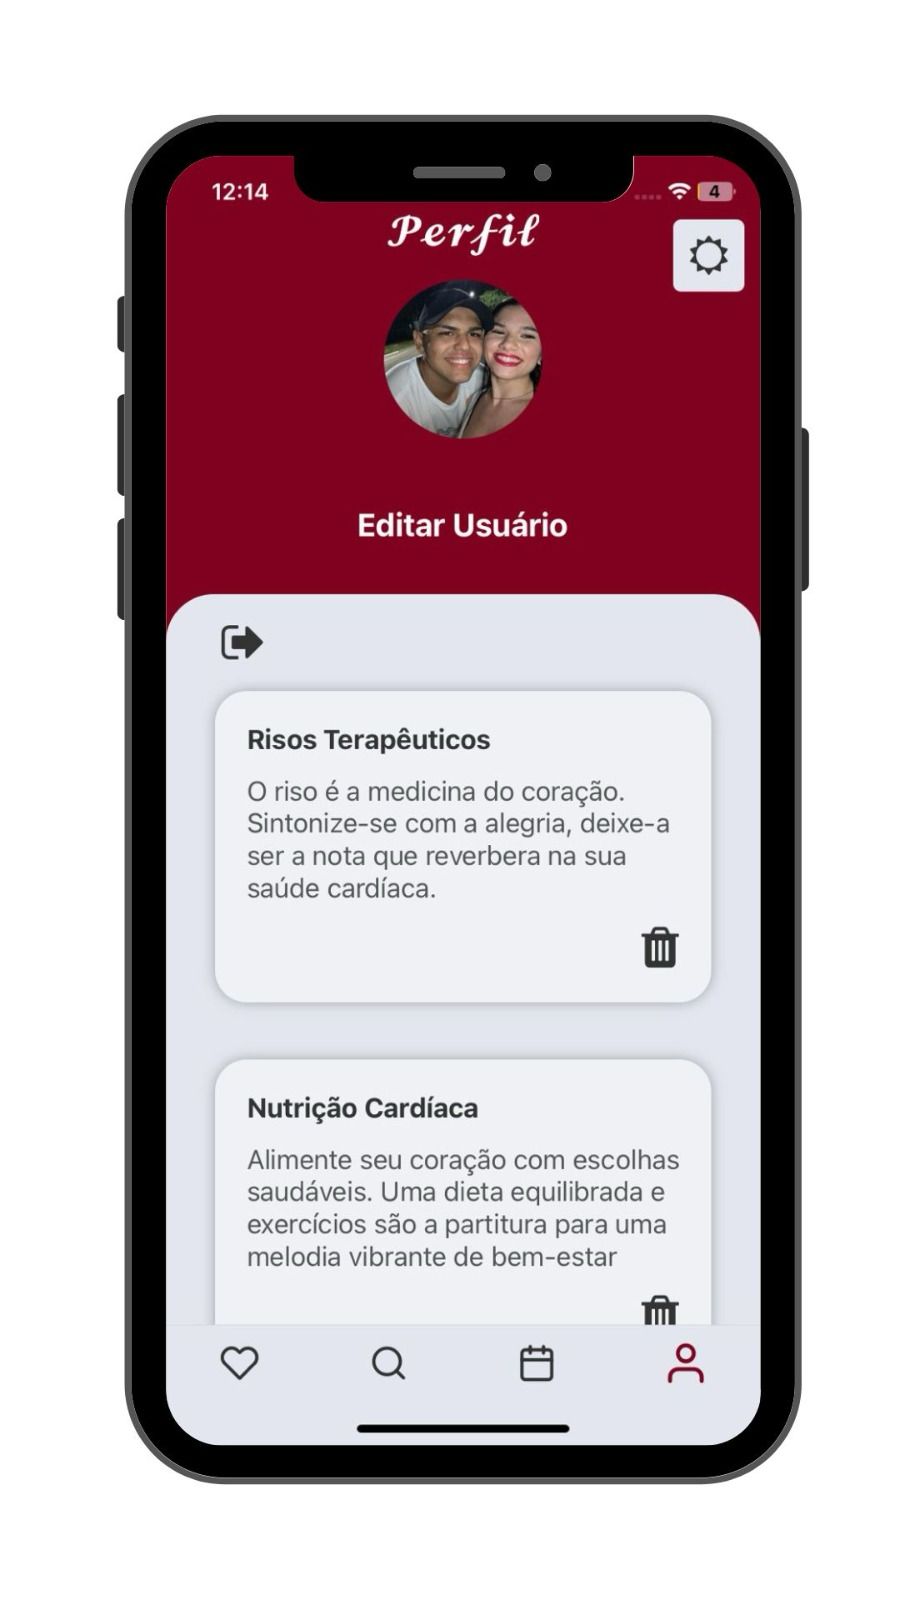 12:14
4
Perfil
Editar Usuário
Risos Terapêuticos
O riso é a medicina do coração.
Sintonize-se com a alegria, deixe-a
ser a nota que reverbera na sua
saúde cardíaca.
Nutrição Cardíaca
Alimente seu coração com escolhas
saudáveis. Uma dieta equilibrada e
exercícios são a partitura para uma
melodia vibrante de bem-estar